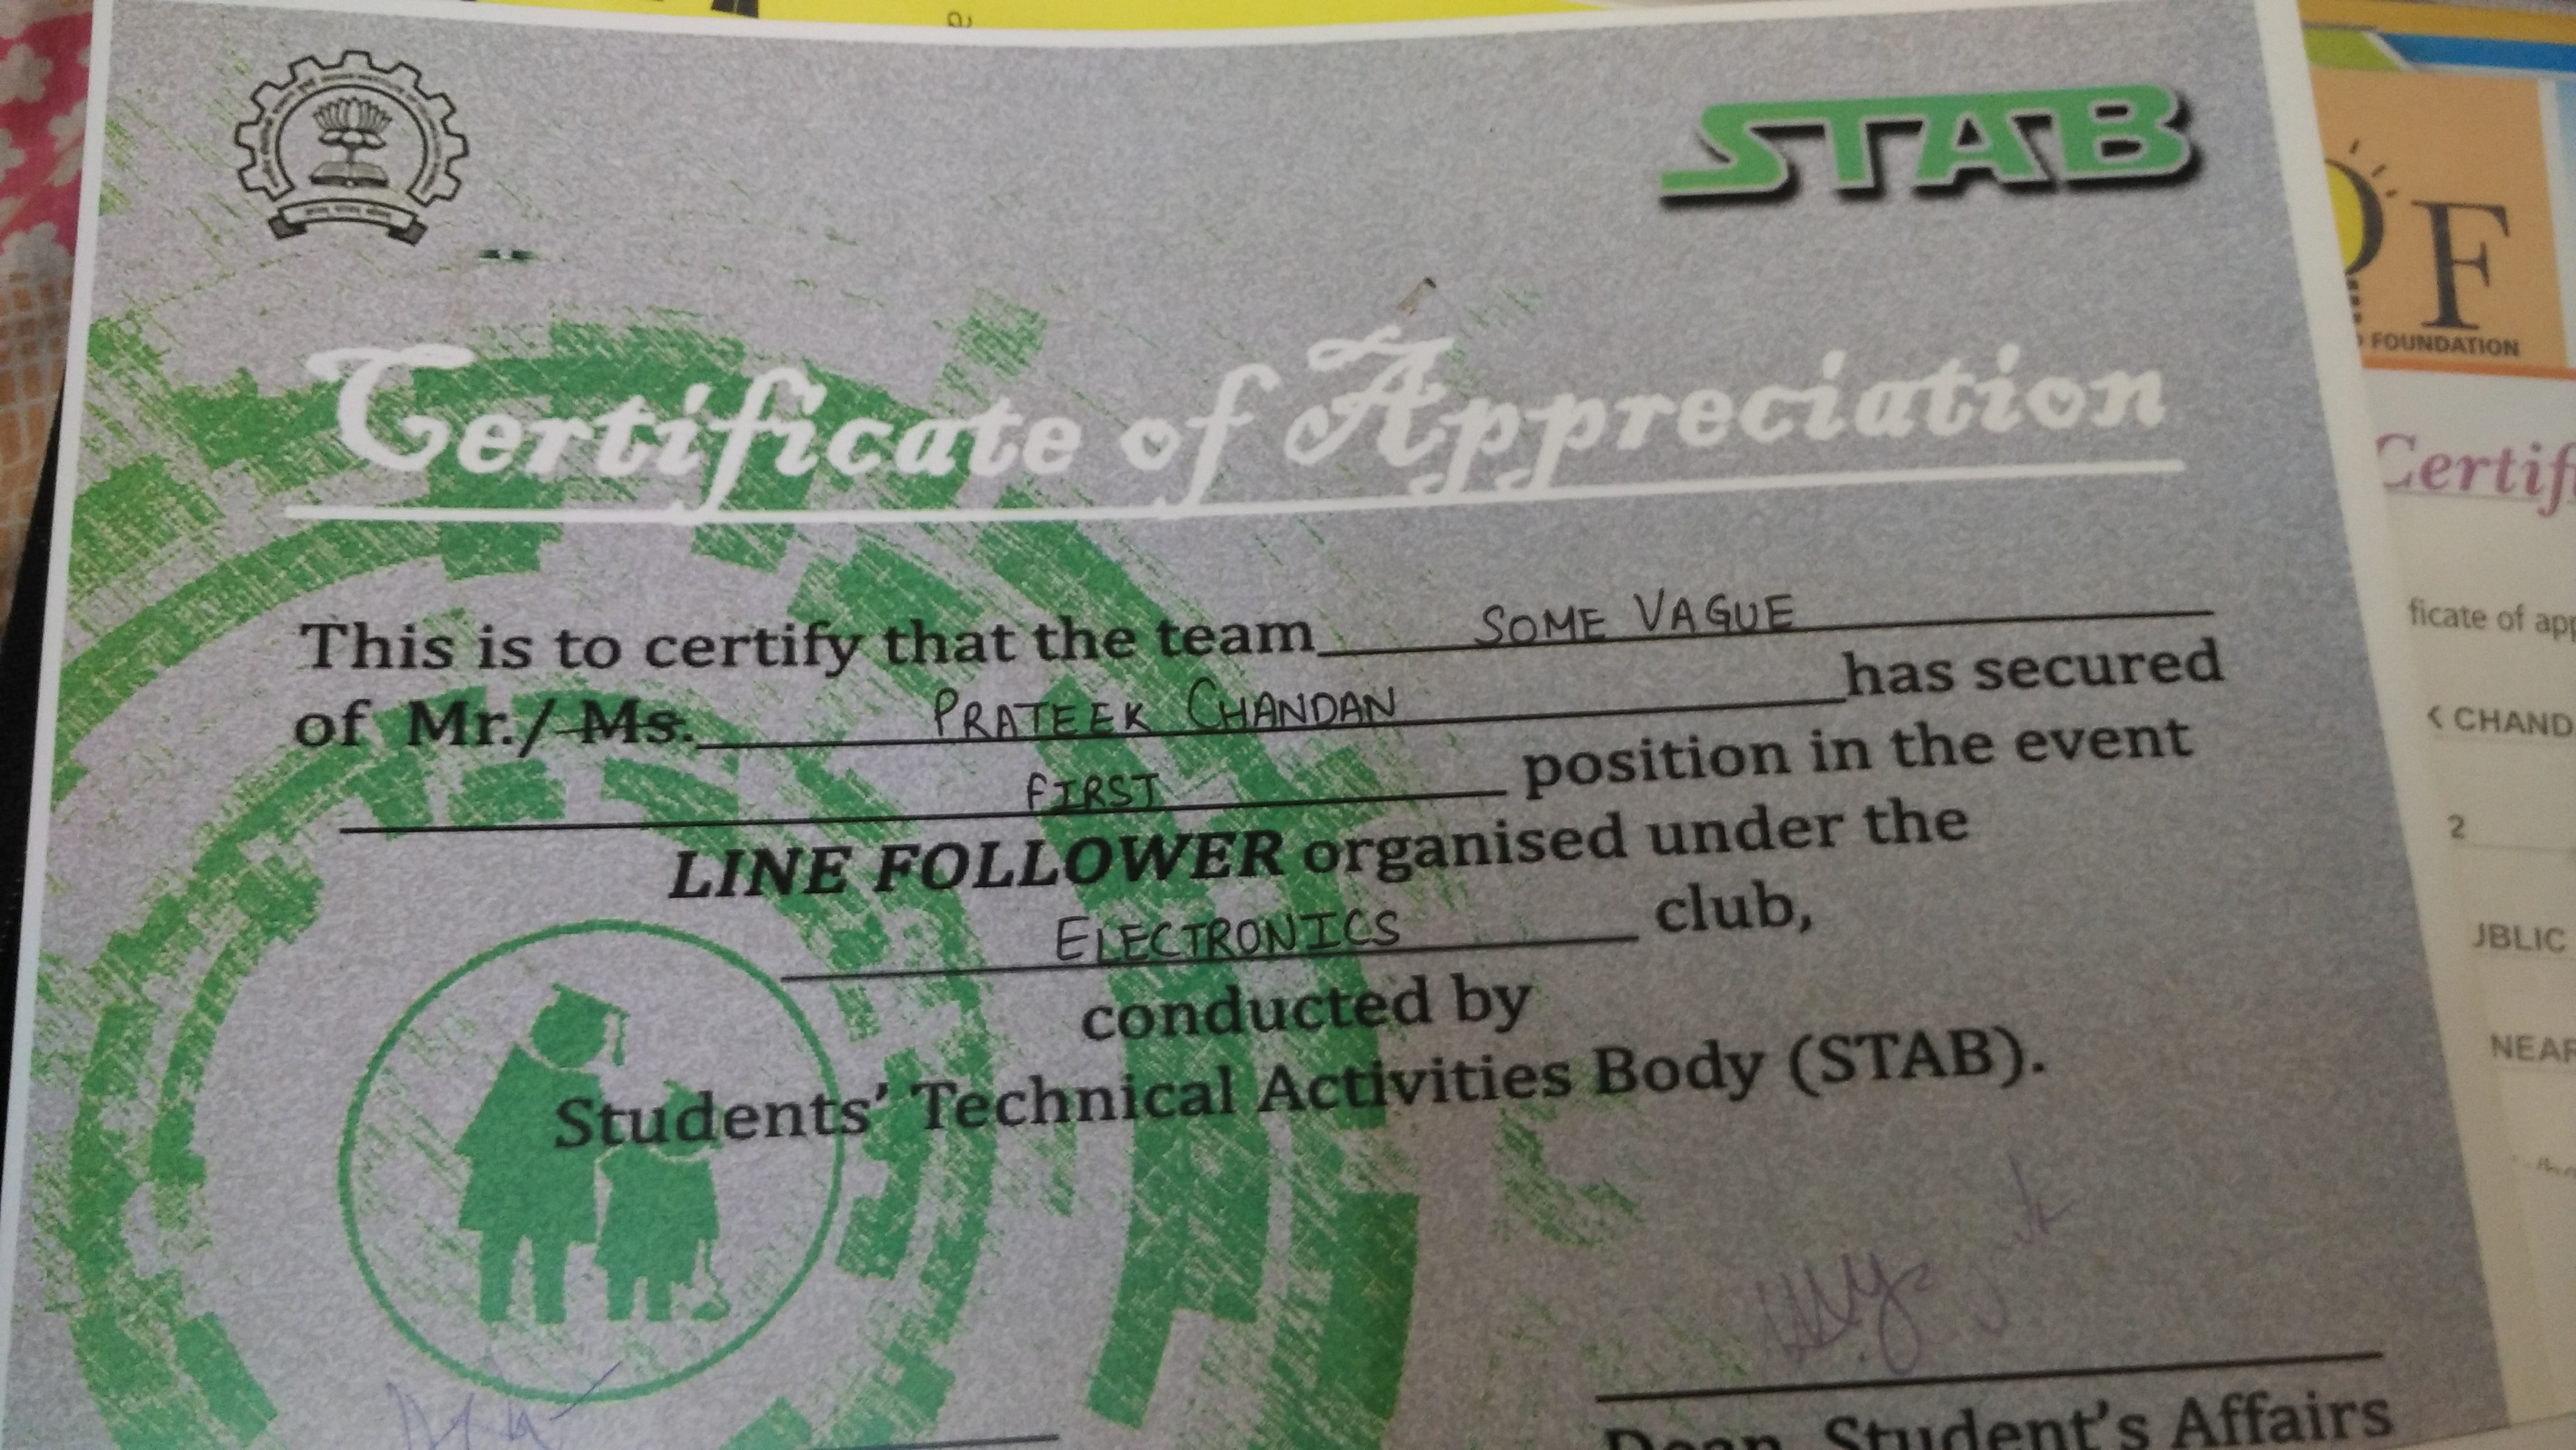 STAB
Certificate of Appreciation
This is to certify that the team SOME VAGUE
of Mr./ Ms. PRATEEK CHANDAN has secured
FIRST position in the event
LINE FOLLOWER organised under the
ELECTRONICS club,
conducted by
Students' Technical Activities Body (STAB).
Dean, Student's Affairs
F
FOUNDATION
Certif
ficate of app
CHAND
2
JBLIC
NEAR